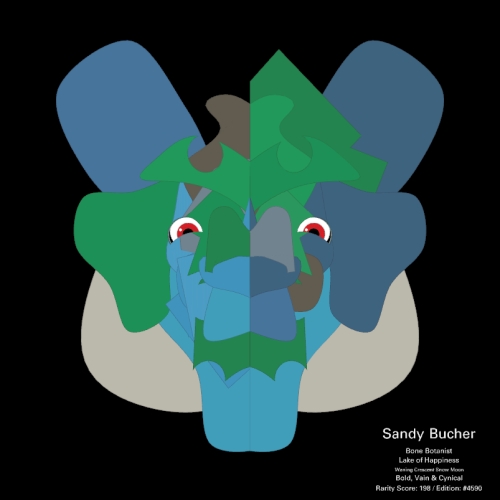 Sandy Bucher
Bone Botanist
Lake of Happiness
Waning Crescent Snow Moon
Bold, Vain & Cynical
Rarity Score: 198 / Edition: #4590